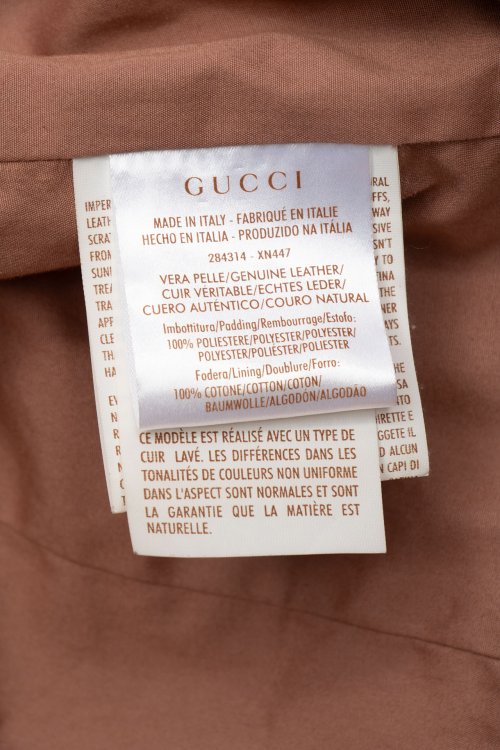 GUCCI
MADE IN ITALY - FABRIQUÉ EN ITALIE
HECHO EN ITALIA - PRODUZIDO NA ITÁLIA
284314 - XN447
VERA PELLE/GENUINE LEATHER/
CUIR VÉRITABLE/ECHTES LEDER/
CUERO AUTÉNTICO/COURO NATURAL
Imbottitura/Padding/Rembourrage/Estofo:
100% POLIESTERE/POLYESTER/POLYESTER/
POLYESTER/POLIÉSTER/POLIÉSTER
Fodera/Lining/Doublure/Forro:
100% COTONE/COTTON/COTON/
BAUMWOLLE/ALGODÓN/ALGODÃO
CE MODÈLE EST RÉALISÉ AVEC UN TYPE DE
CUIR LAVÉ. LES DIFFÉRENCES DANS LES
TONALITÉS DE COULEURS NON UNIFORME
DANS L'ASPECT SONT NORMALES ET SONT
LA GARANTIE QUE LA MATIÈRE EST
NATURELLE.